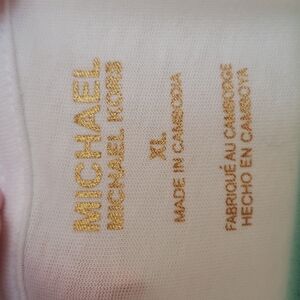 MICHAEL
MICHAEL KORS
XL
MADE IN CAMBODIA
FABRIQUÉ AU CAMBODGE
HECHO EN CAMBOYA